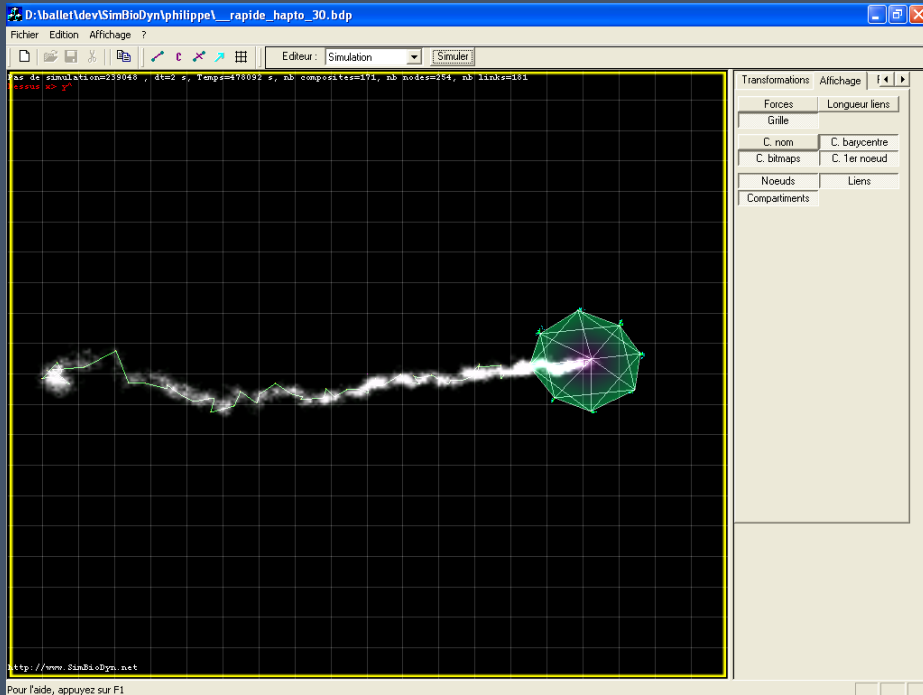 D:\ballet\dev\SimBioDyn\philippe\__rapide_hapto_30.bdp
Fichier Edition Affichage ?
Editeur : Simulation Simuler
Pas de simulation=239048 , dt=2 s, Temps=478092 s, nb composites=171, nb nodes=254, nb links=181
Dessus x> y^
Transformations Affichage
Forces Longueur liens
Grille
C. nom C. barycentre
C. bitmaps C. 1er noeud
Noeuds Liens
Compartiments
http://www.SimBioDyn.net
Pour l'aide, appuyez sur F1